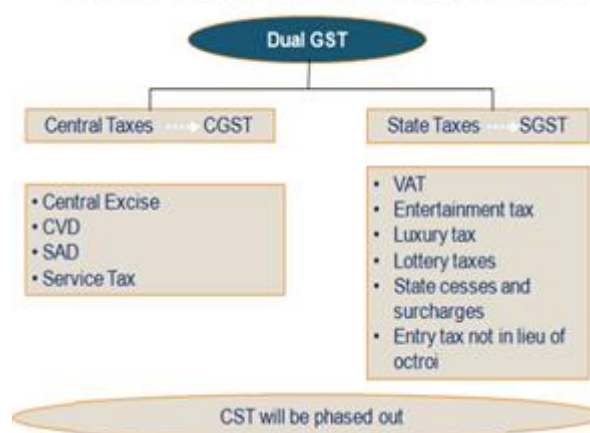 Dual GST
Central Taxes CGST
State Taxes SGST
• Central Excise
• CVD
• SAD
• Service Tax
• VAT
• Entertainment tax
• Luxury tax
• Lottery taxes
• State cesses and
surcharges
• Entry tax not in lieu of
octroi
CST will be phased out